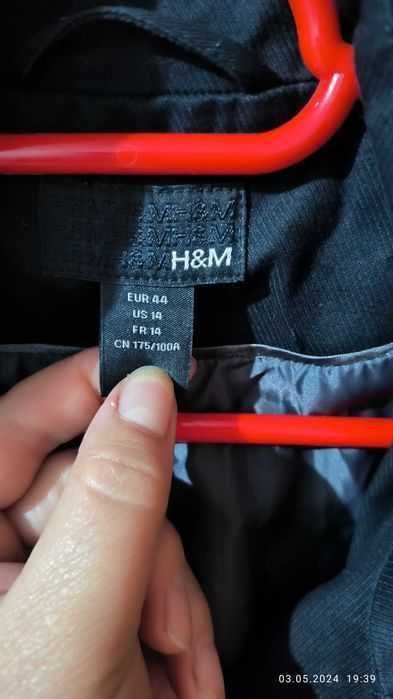 H&M
EUR 44
US 14
FR 14
CN 175/100A
03.05.2024 19:39